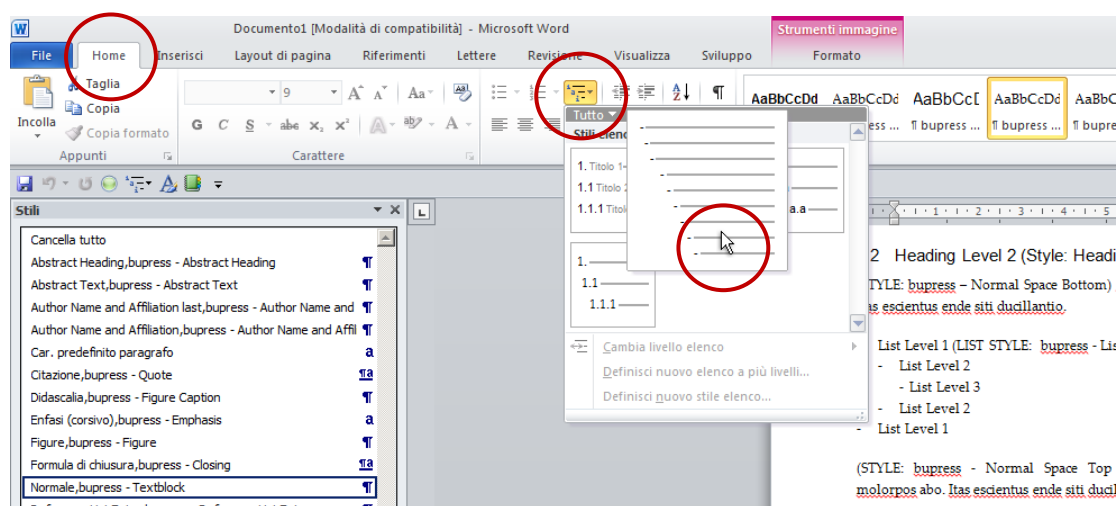 Documento1 [Modalità di compatibilità] - Microsoft Word
Strumenti immagine
File Home Inserisci Layout di pagina Riferimenti Lettere Revisione Visualizza Sviluppo Formato
Taglia
Copia
Copia formato
Incolla
9 Aa
G C S abc x₂ x² A
AaBbCcDd AaBbCcDd AaBbCc AaBbCcDd AaBbC
¶ bupress ... ¶ bupress ...
Appunti Carattere
Tutto
1. Titolo 1
1.1 Titolo
1.1.1
a.a
1.
1.1
1.1.1
Cambia livello elenco
Definisci nuovo elenco a più livelli...
Definisci nuovo stile elenco...
Stili
Cancella tutto
Abstract Heading,bupress - Abstract Heading
Abstract Text,bupress - Abstract Text
Author Name and Affiliation last,bupress - Author Name and
Author Name and Affiliation,bupress - Author Name and Affil
Car. predefinito paragrafo
Citazione,bupress - Quote
Didascalia,bupress - Figure Caption
Enfasi (corsivo),bupress - Emphasis
Figure,bupress - Figure
Formula di chiusura,bupress - Closing
Normale,bupress - Textblock
1 2 3 4 5
2 Heading Level 2 (Style: Headi
TYLE: bupress – Normal Space Bottom)
as escientus ende siti ducillantio.
List Level 1 (LIST STYLE: bupress - Lis
- List Level 2
- List Level 3
- List Level 2
- List Level 1
(STYLE: bupress - Normal Space Top
molorpos abo. Itas escientus ende siti ducil